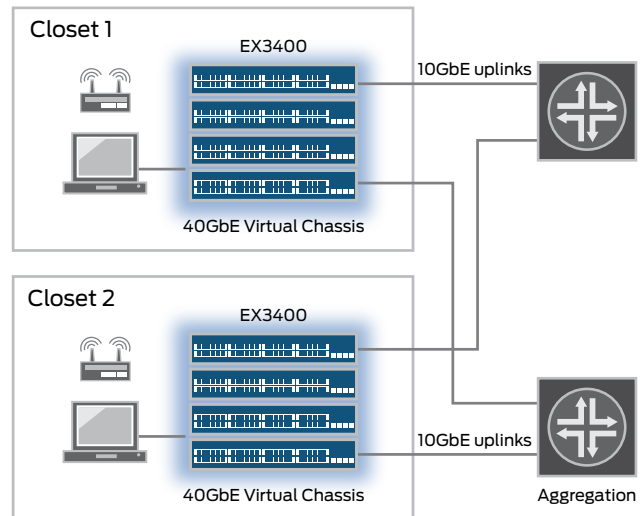 Closet 1
EX3400
10GbE uplinks
40GbE Virtual Chassis
Closet 2
EX3400
10GbE uplinks
40GbE Virtual Chassis
Aggregation